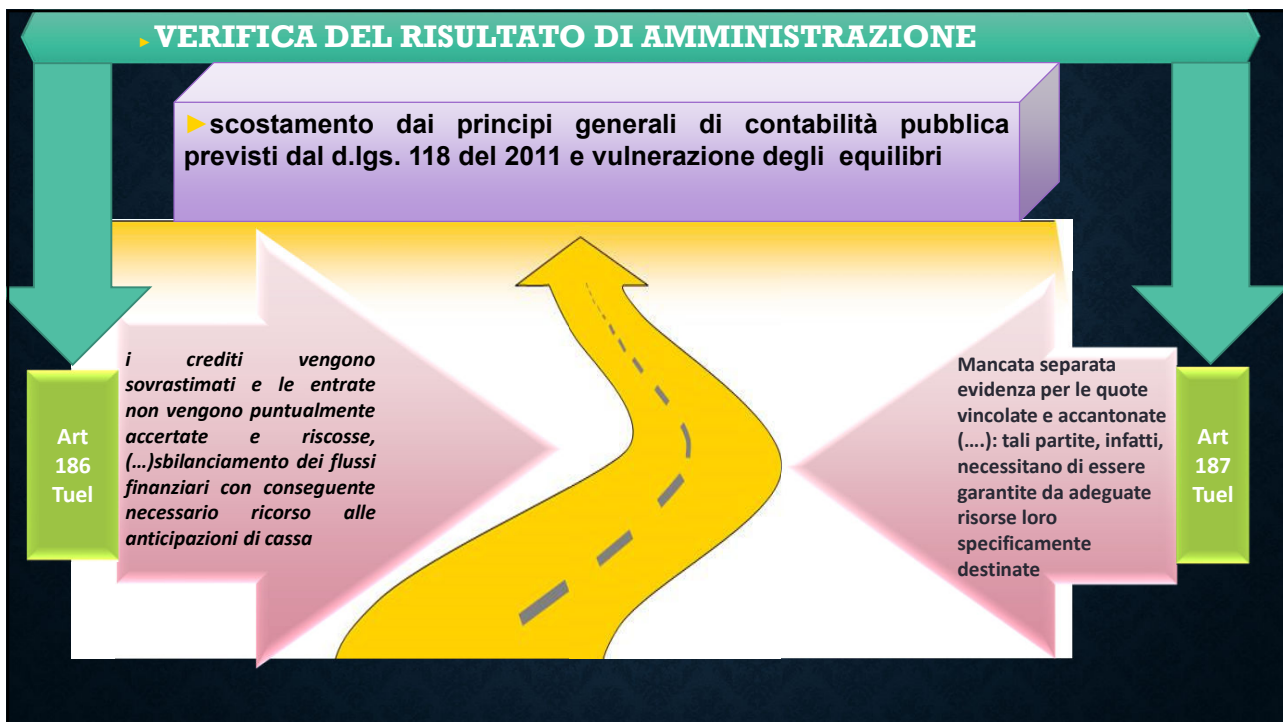 VERIFICA DEL RISULTATO DI AMMINISTRAZIONE
scostamento dai principi generali di contabilità pubblica
previsti dal d.lgs. 118 del 2011 e vulnerazione degli equilibri
Art
186
Tuel
i crediti vengono
sovrastimati e le entrate
non vengono puntualmente
accertate e riscosse,
(...)sbilanciamento dei flussi
finanziari con conseguente
necessario ricorso alle
anticipazioni di cassa
Mancata separata
evidenza per le quote
vincolate e accantonate
(....): tali partite, infatti,
necessitano di essere
garantite da adeguate
risorse loro
specificamente
destinate
Art
187
Tuel